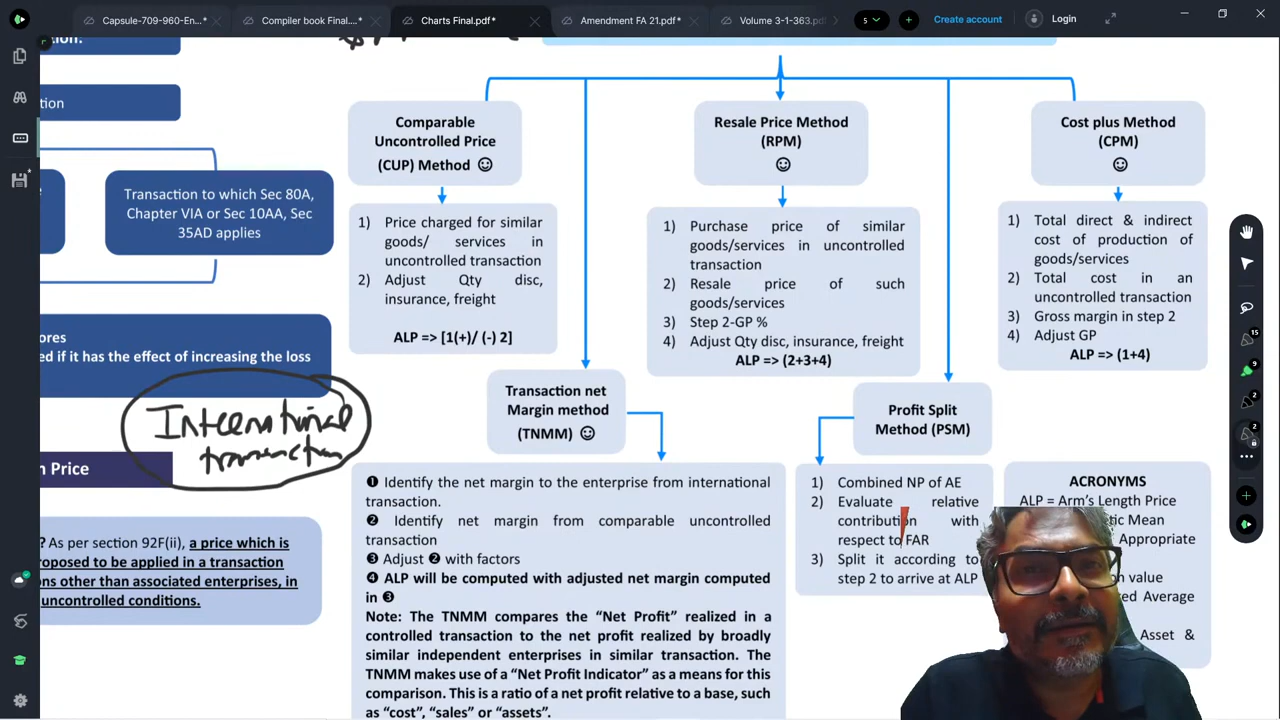 Capsule-709-960-En...*
Compiler book Final....*
Charts Final.pdf*
Amendment FA 21.pdf*
Volume 3-1-363.pd
5
Create account
Login
Comparable
Uncontrolled Price
(CUP) Method ☺
Resale Price Method
(RPM)
☺
Cost plus Method
(CPM)
☺
Transaction to which Sec 80A,
Chapter VIA or Sec 10AA, Sec
35AD applies
1) Price charged for similar
goods/ services in
uncontrolled transaction
2) Adjust Qty disc,
insurance, freight
ALP => [1(+)/ (-) 2]
1) Purchase price of similar
goods/services in uncontrolled
transaction
2) Resale price of such
goods/services
3) Step 2-GP %
4) Adjust Qty disc, insurance, freight
ALP => (2+3+4)
1) Total direct & indirect
cost of production of
goods/services
2) Total cost in an
uncontrolled transaction
3) Gross margin in step 2
4) Adjust GP
ALP => (1+4)
ed if it has the effect of increasing the loss
International
transaction
n Price
? As per section 92F(ii), a price which is
roposed to be applied in a transaction
ons other than associated enterprises, in
uncontrolled conditions.
Transaction net
Margin method
(TNMM) ☺
Profit Split
Method (PSM)
❶ Identify the net margin to the enterprise from international
transaction.
❷ Identify net margin from comparable uncontrolled
transaction
❸ Adjust ❷ with factors
❹ ALP will be computed with adjusted net margin computed
in ❸
Note: The TNMM compares the “Net Profit” realized in a
controlled transaction to the net profit realized by broadly
similar independent enterprises in similar transaction. The
TNMM makes use of a “Net Profit Indicator” as a means for this
comparison. This is a ratio of a net profit relative to a base, such
as “cost”, “sales” or “assets”.
1) Combined NP of AE
2) Evaluate relative
contribution with
respect to FAR
3) Split it according to
step 2 to arrive at ALP
ACRONYMS
ALP = Arm's Length Price
tic Mean
Appropriate
on value
ed Average
Asset &
15
9
2
2